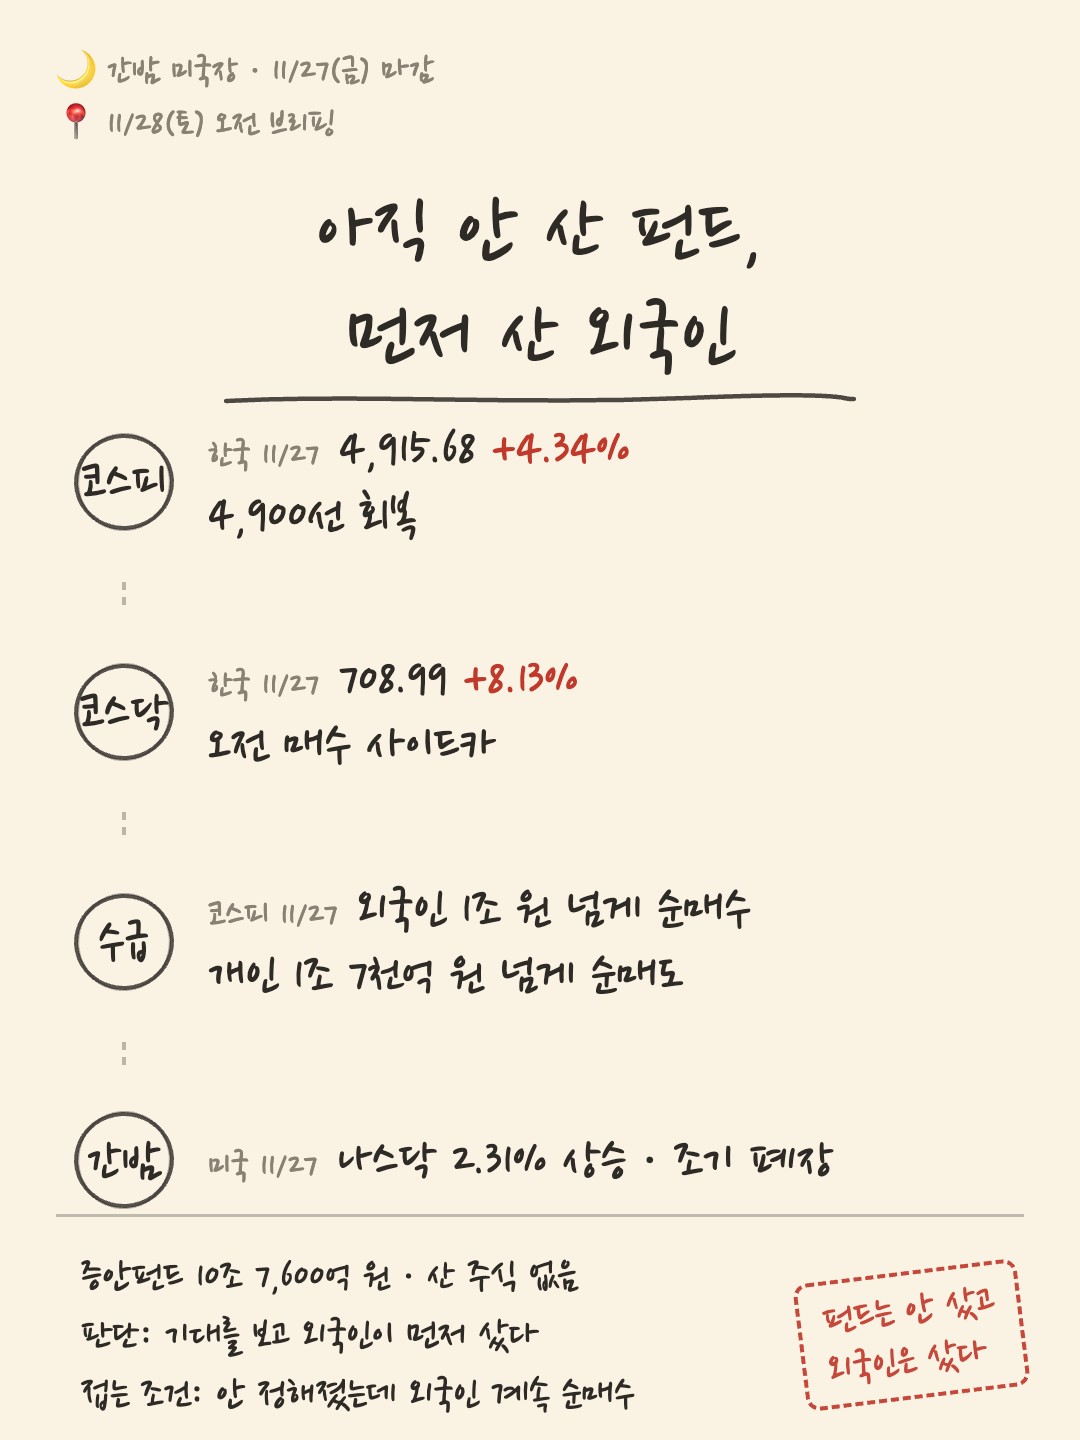 간밤 미국장 · 11/27(금) 마감
11/28(토) 오전 브리핑
아직 안 산 펀드,
먼저 산 외국인
코스피
한국 11/27 4,915.68 +4.34%
4,900선 회복
코스닥
한국 11/27 708.99 +8.13%
오전 매수 사이드카
수급
코스피 11/27 외국인 1조 원 넘게 순매수
개인 1조 7천억 원 넘게 순매도
간밤
미국 11/27 나스닥 2.31% 상승 · 조기 폐장
증안펀드 10조 7,600억 원 · 산 주식 없음
판단: 기대를 보고 외국인이 먼저 샀다
접는 조건: 안 정해졌는데 외국인 계속 순매수
펀드는 안 샀고
외국인은 샀다